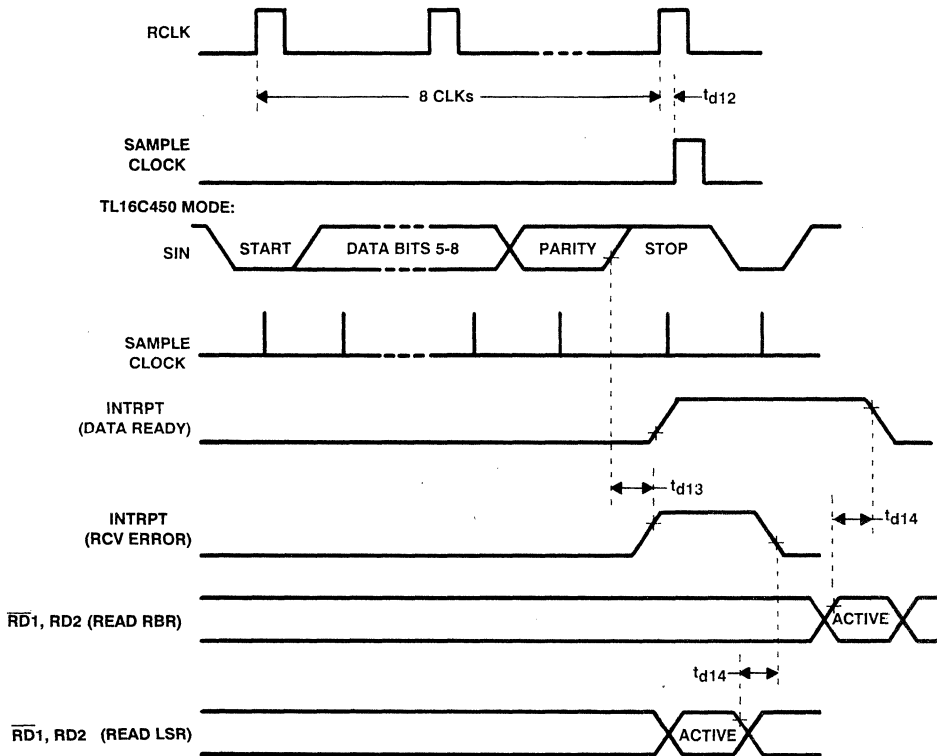 RCLK
8 CLKs
td12
SAMPLE
CLOCK
TL16C450 MODE:
SIN
START
DATA BITS 5-8
PARITY
STOP
SAMPLE
CLOCK
INTRPT
(DATA READY)
td13
INTRPT
(RCV ERROR)
td14
RD1, RD2 (READ RBR)
ACTIVE
td14
RD1, RD2 (READ LSR)
ACTIVE